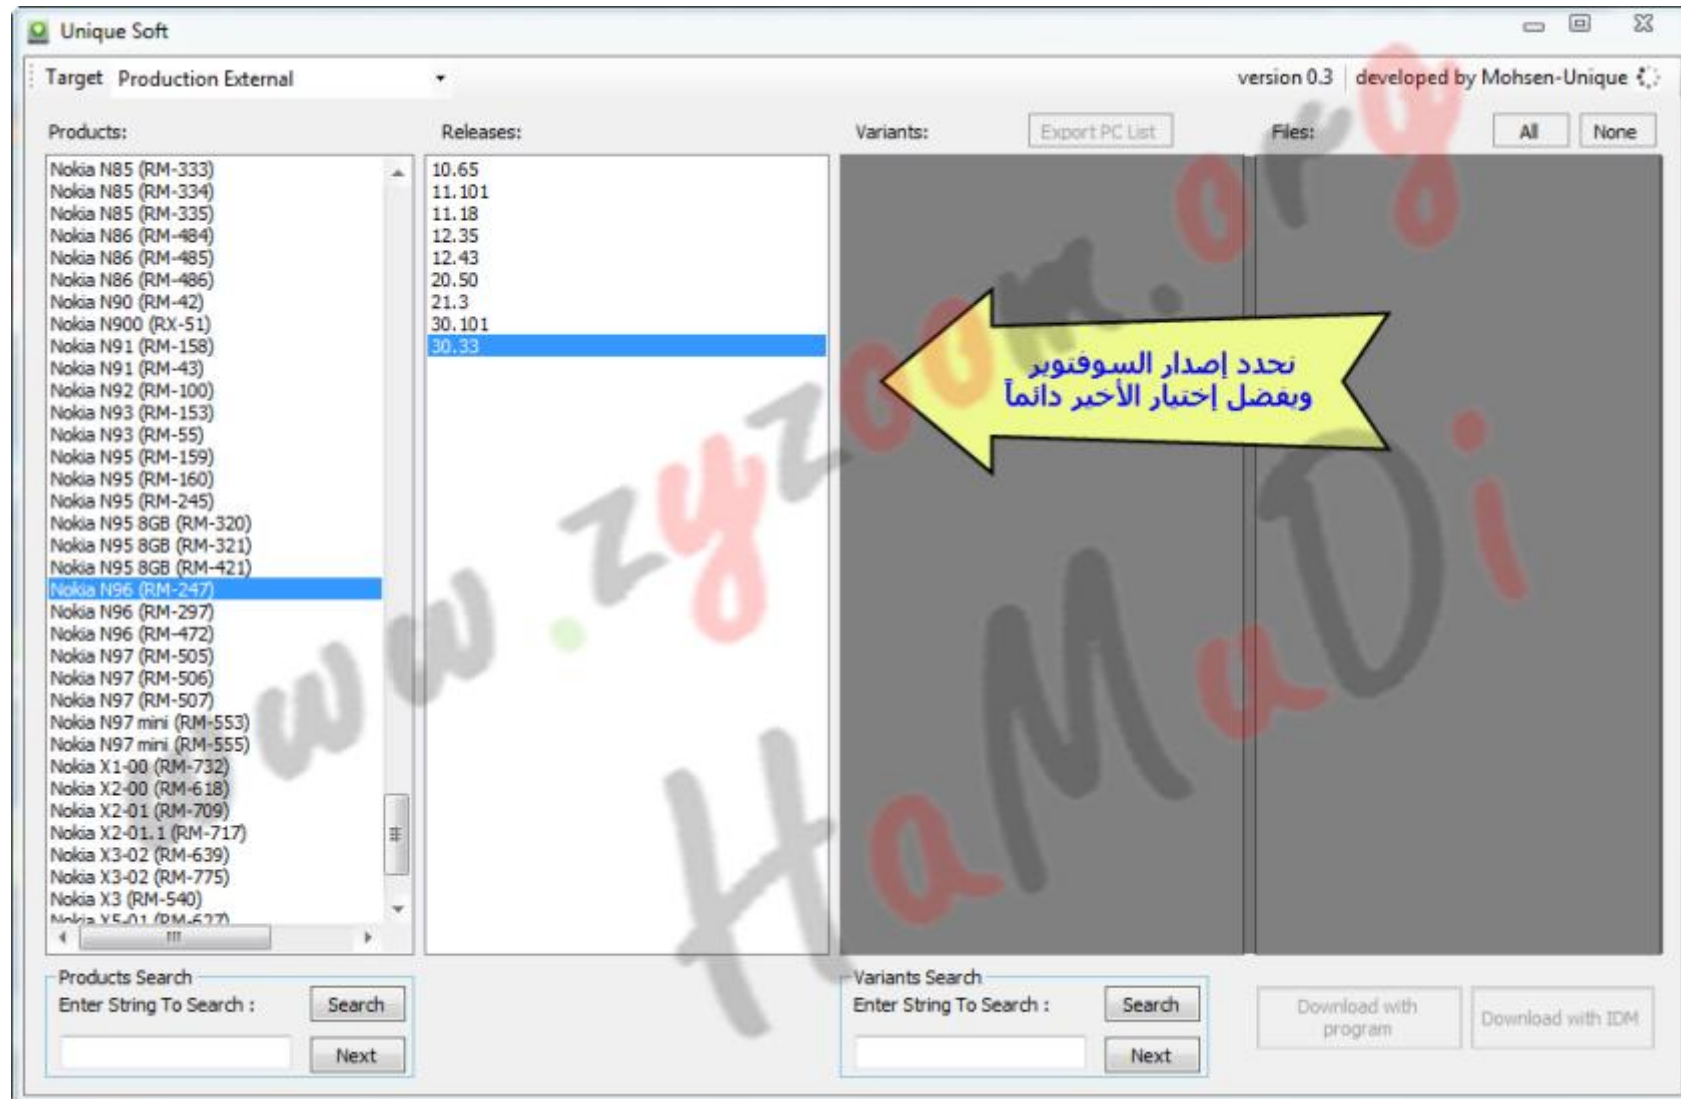 Unique Soft
Target Production External
version 0.3 developed by Mohsen-Unique
Products:
Releases:
Variants:
Export PC List
Files:
All
None
Nokia N85 (RM-333)
Nokia N85 (RM-334)
Nokia N85 (RM-335)
Nokia N86 (RM-484)
Nokia N86 (RM-485)
Nokia N86 (RM-486)
Nokia N90 (RM-42)
Nokia N900 (RX-51)
Nokia N91 (RM-158)
Nokia N91 (RM-43)
Nokia N92 (RM-100)
Nokia N93 (RM-153)
Nokia N93 (RM-55)
Nokia N95 (RM-159)
Nokia N95 (RM-160)
Nokia N95 (RM-245)
Nokia N95 8GB (RM-320)
Nokia N95 8GB (RM-321)
Nokia N95 8GB (RM-421)
Nokia N96 (RM-247)
Nokia N96 (RM-297)
Nokia N96 (RM-472)
Nokia N97 (RM-505)
Nokia N97 (RM-506)
Nokia N97 (RM-507)
Nokia N97 mini (RM-553)
Nokia N97 mini (RM-555)
Nokia X1-00 (RM-732)
Nokia X2-00 (RM-618)
Nokia X2-01 (RM-709)
Nokia X2-01.1 (RM-717)
Nokia X3-02 (RM-639)
Nokia X3-02 (RM-775)
Nokia X3 (RM-540)
Nokia X5-01 (RM-627)
10.65
11.101
11.18
12.35
12.43
20.50
21.3
30.101
30.33
نحدد إصدار السوفتوير
ويفضل إختيار الأخير دائماً
www.zyzoom.org
HaMaDi
Products Search
Enter String To Search :
Search
Next
Variants Search
Enter String To Search :
Search
Next
Download with
program
Download with IDM